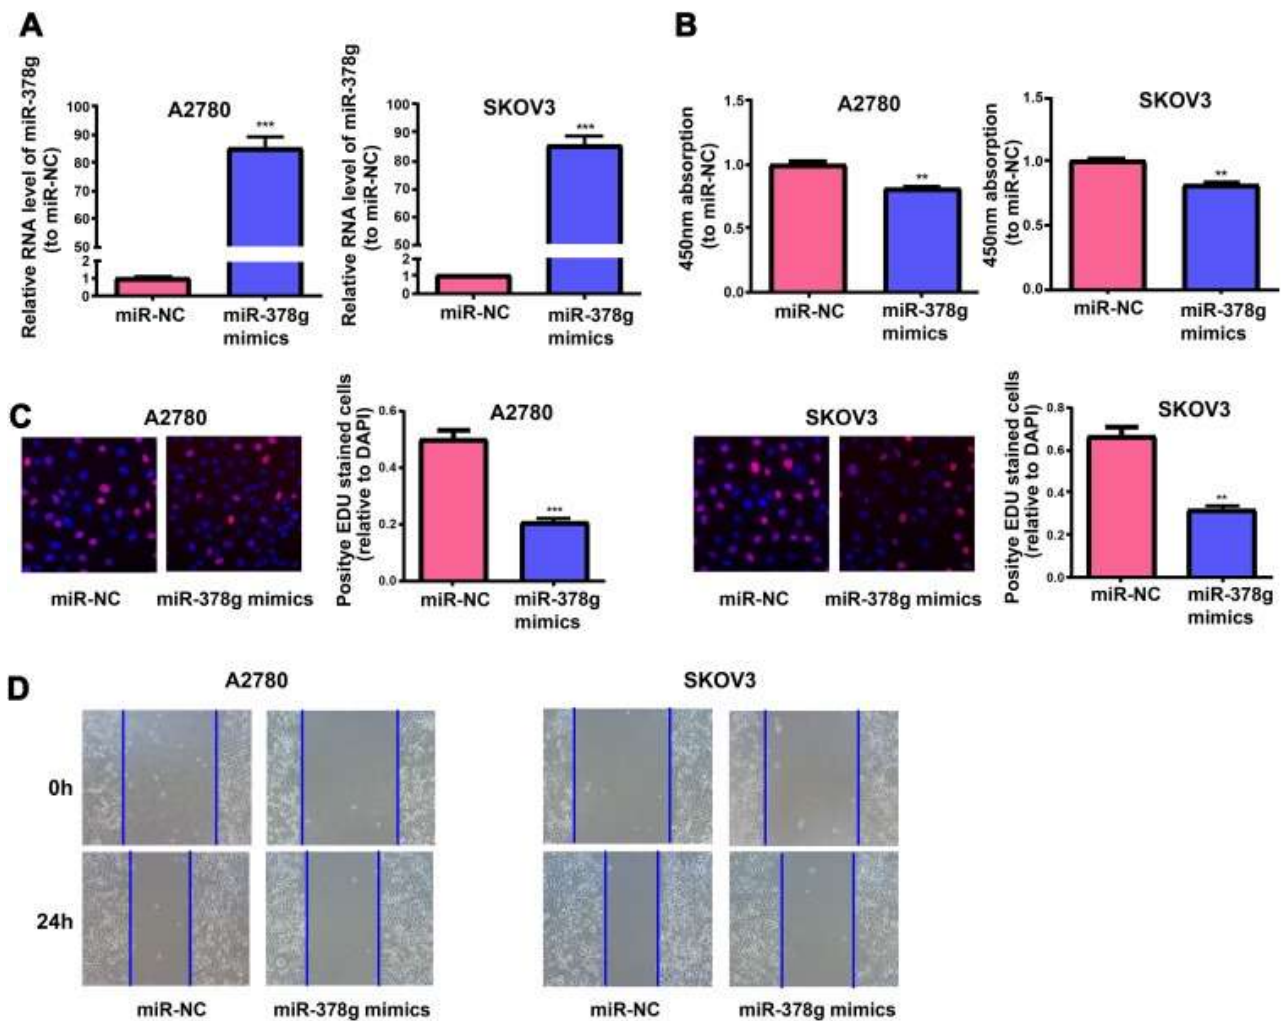 A
B
Relative RNA level of miR-378g
(to miR-NC)
A2780
***
100
90
80
70
60
50
2
1
0
miR-NC
miR-378g
mimics
Relative RNA level of miR-378g
(to miR-NC)
SKOV3
***
100
90
80
70
60
50
2
1
0
miR-NC
miR-378g
mimics
450nm absorption
(to miR-NC)
A2780
**
1.5
1.0
0.5
0.0
miR-NC
miR-378g
mimics
450nm absorption
(to miR-NC)
SKOV3
**
1.5
1.0
0.5
0.0
miR-NC
miR-378g
mimics
C
A2780
miR-NC
miR-378g mimics
Positye EDU stained cells
(relative to DAPI)
A2780
***
0.6
0.4
0.2
0.0
miR-NC
miR-378g
mimics
SKOV3
miR-NC
miR-378g mimics
Positye EDU stained cells
(relative to DAPI)
SKOV3
**
0.8
0.6
0.4
0.2
0.0
miR-NC
miR-378g
mimics
D
A2780
SKOV3
0h
24h
miR-NC
miR-378g mimics
miR-NC
miR-378g mimics